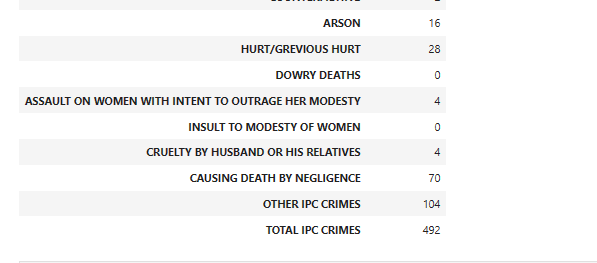 ARSON 16
HURT/GREVIOUS HURT 28
DOWRY DEATHS 0
ASSAULT ON WOMEN WITH INTENT TO OUTRAGE HER MODESTY 4
INSULT TO MODESTY OF WOMEN 0
CRUELTY BY HUSBAND OR HIS RELATIVES 4
CAUSING DEATH BY NEGLIGENCE 70
OTHER IPC CRIMES 104
TOTAL IPC CRIMES 492